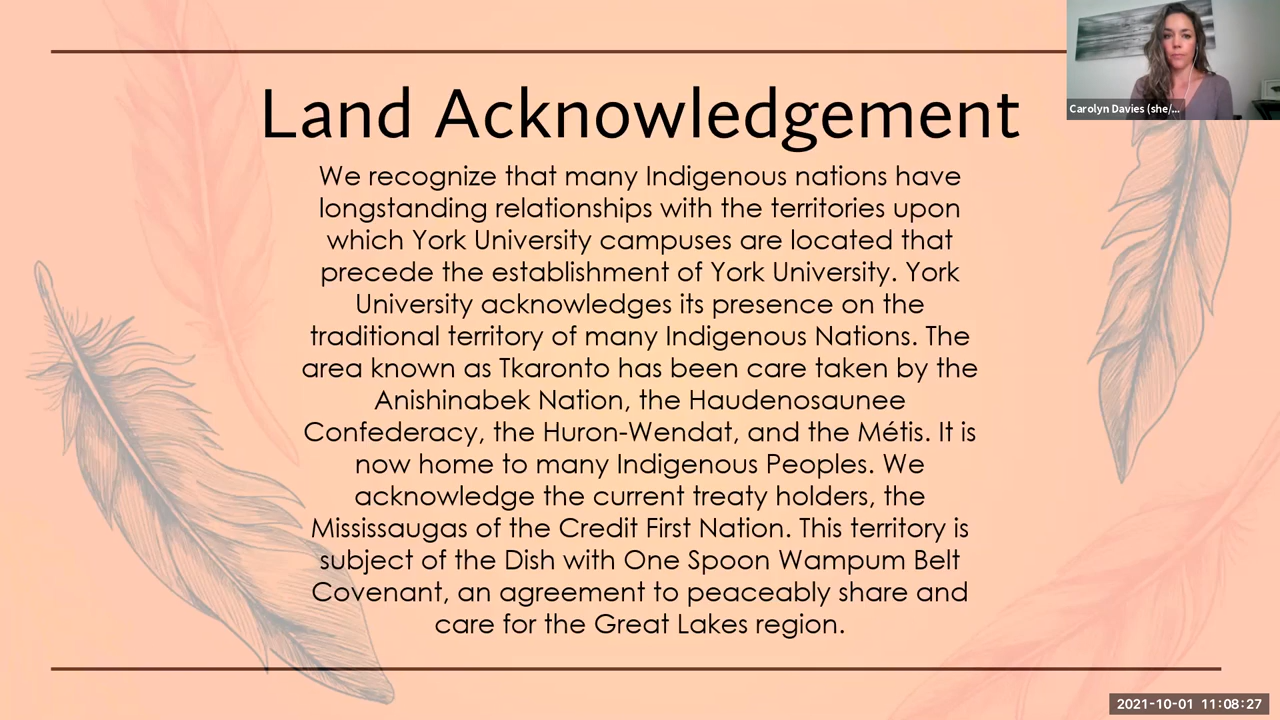 Land Acknowledgement
We recognize that many Indigenous nations have
longstanding relationships with the territories upon
which York University campuses are located that
precede the establishment of York University. York
University acknowledges its presence on the
traditional territory of many Indigenous Nations. The
area known as Tkaronto has been care taken by the
Anishinabek Nation, the Haudenosaunee
Confederacy, the Huron-Wendat, and the Métis. It is
now home to many Indigenous Peoples. We
acknowledge the current treaty holders, the
Mississaugas of the Credit First Nation. This territory is
subject of the Dish with One Spoon Wampum Belt
Covenant, an agreement to peaceably share and
care for the Great Lakes region.
Carolyn Davies (she/...
2021-10-01 11:08:27